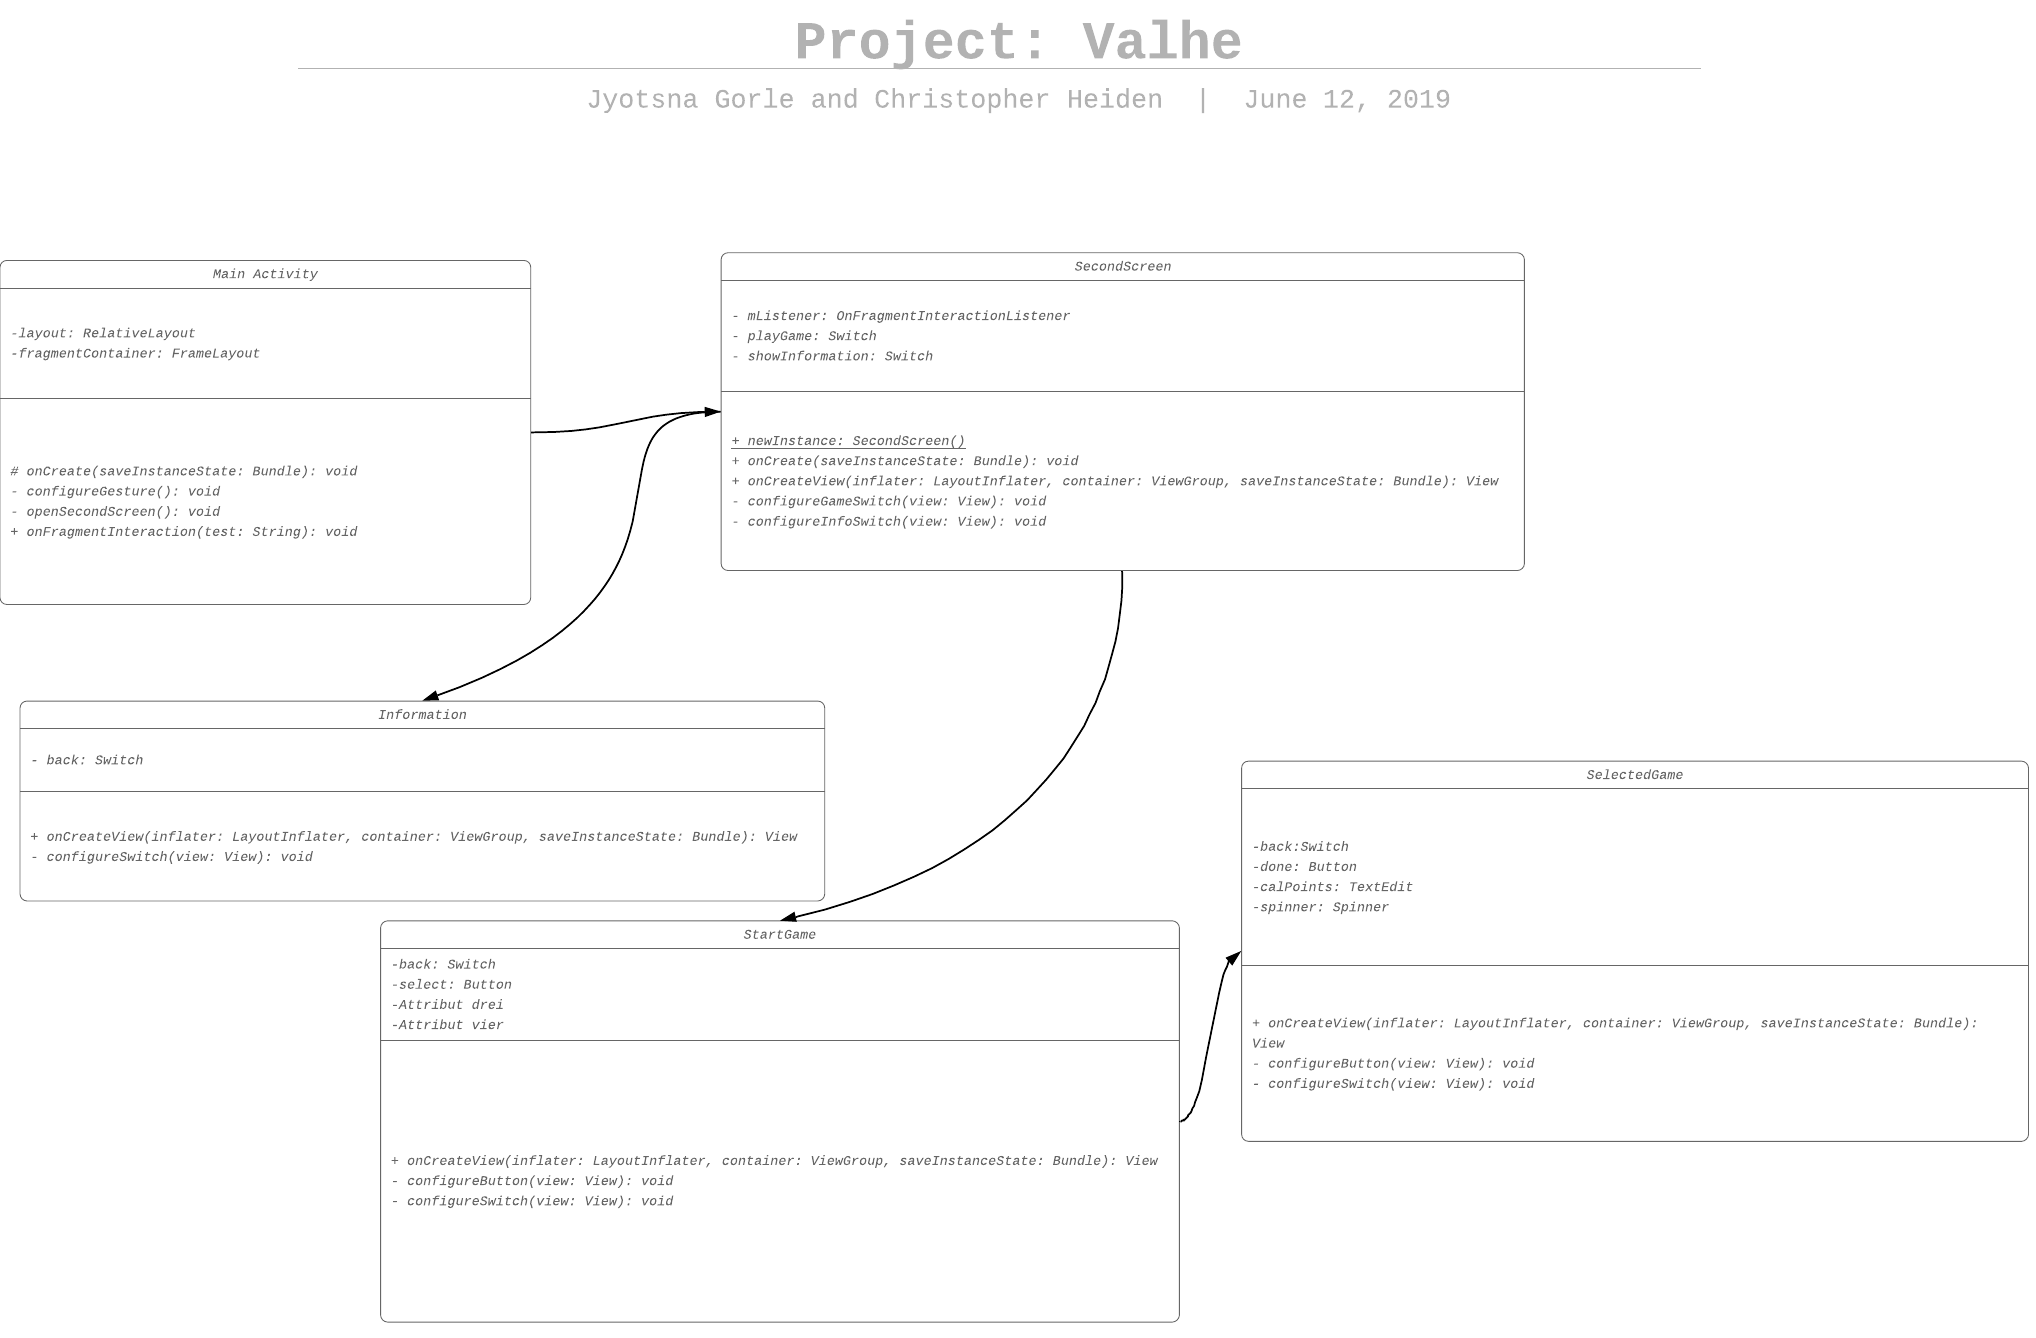 Project: Valhe
Jyotsna Gorle and Christopher Heiden | June 12, 2019
Main Activity
-layout: RelativeLayout
-fragmentContainer: FrameLayout
# onCreate(saveInstanceState: Bundle): void
- configureGesture(): void
- openSecondScreen(): void
+ onFragmentInteraction(test: String): void
SecondScreen
- mListener: OnFragmentInteractionListener
- playGame: Switch
- showInformation: Switch
+ newInstance: SecondScreen()
+ onCreate(saveInstanceState: Bundle): void
+ onCreateView(inflater: LayoutInflater, container: ViewGroup, saveInstanceState: Bundle): View
- configureGameSwitch(view: View): void
- configureInfoSwitch(view: View): void
Information
- back: Switch
+ onCreateView(inflater: LayoutInflater, container: ViewGroup, saveInstanceState: Bundle): View
- configureSwitch(view: View): void
SelectedGame
-back:Switch
-done: Button
-calPoints: TextEdit
-spinner: Spinner
+ onCreateView(inflater: LayoutInflater, container: ViewGroup, saveInstanceState: Bundle):
View
- configureButton(view: View): void
- configureSwitch(view: View): void
StartGame
-back: Switch
-select: Button
-Attribut drei
-Attribut vier
+ onCreateView(inflater: LayoutInflater, container: ViewGroup, saveInstanceState: Bundle): View
- configureButton(view: View): void
- configureSwitch(view: View): void